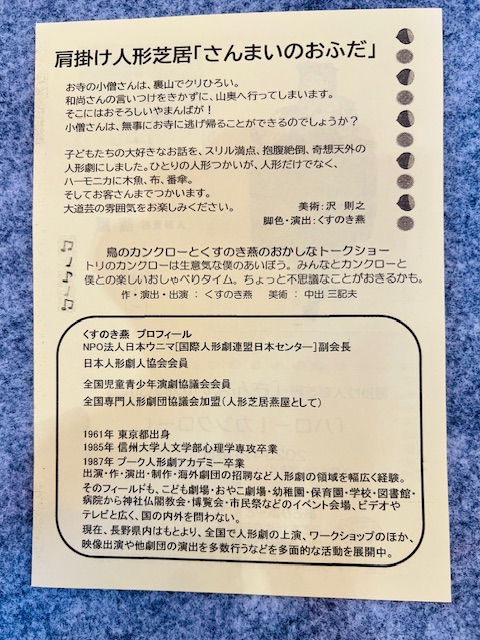 肩掛け人形芝居「さんまいのおふだ」
お寺の小僧さんは、裏山でクリひろい。
和尚さんの言いつけをきかずに、山奥へ行ってしまいます。
そこにはおそろしいやまんばが！
小僧さんは、無事にお寺に逃げ帰ることができるのでしょうか？
子どもたちの大好きなお話を、スリル満点、抱腹絶倒、奇想天外の
人形劇にしました。ひとりの人形つかいが、人形だけでなく、
ハーモニカに木魚、布、番傘。
そしてお客さんまでつかいます。
大道芸の雰囲気をお楽しみください。
美術：沢　則之
脚色・演出：くすのき燕
鳥のカンクローとくすのき燕のおかしなトークショー
トリのカンクローは生意気な僕のあいぼう。みんなとカンクローと
僕との楽しいおしゃべりタイム。ちょっと不思議なことがおきるかも。
作・演出・出演 ： くすのき燕　美術 ： 中出 三記夫
くすのき燕　プロフィール
NPO法人日本ウニマ[国際人形劇連盟日本センター]副会長
日本人形劇人協会会員
全国児童青少年演劇協議会会員
全国専門人形劇団協議会加盟（人形芝居燕屋として）
1961年 東京都出身
1985年 信州大学人文学部心理学専攻卒業
1987年 プーク人形劇アカデミー卒業
出演・作・演出・制作・海外劇団の招聘など人形劇の領域を幅広く経験。
そのフィールドも、こども劇場・おやこ劇場・幼稚園・保育園・学校・図書館・
病院から神社仏閣教会・博覧会・市民祭などのイベント会場、ビデオや
テレビと広く、国の内外を問わない。
現在、長野県内はもとより、全国で人形劇の上演、ワークショップのほか、
映像出演や他劇団の演出を多数行うなどを多面的な活動を展開中。